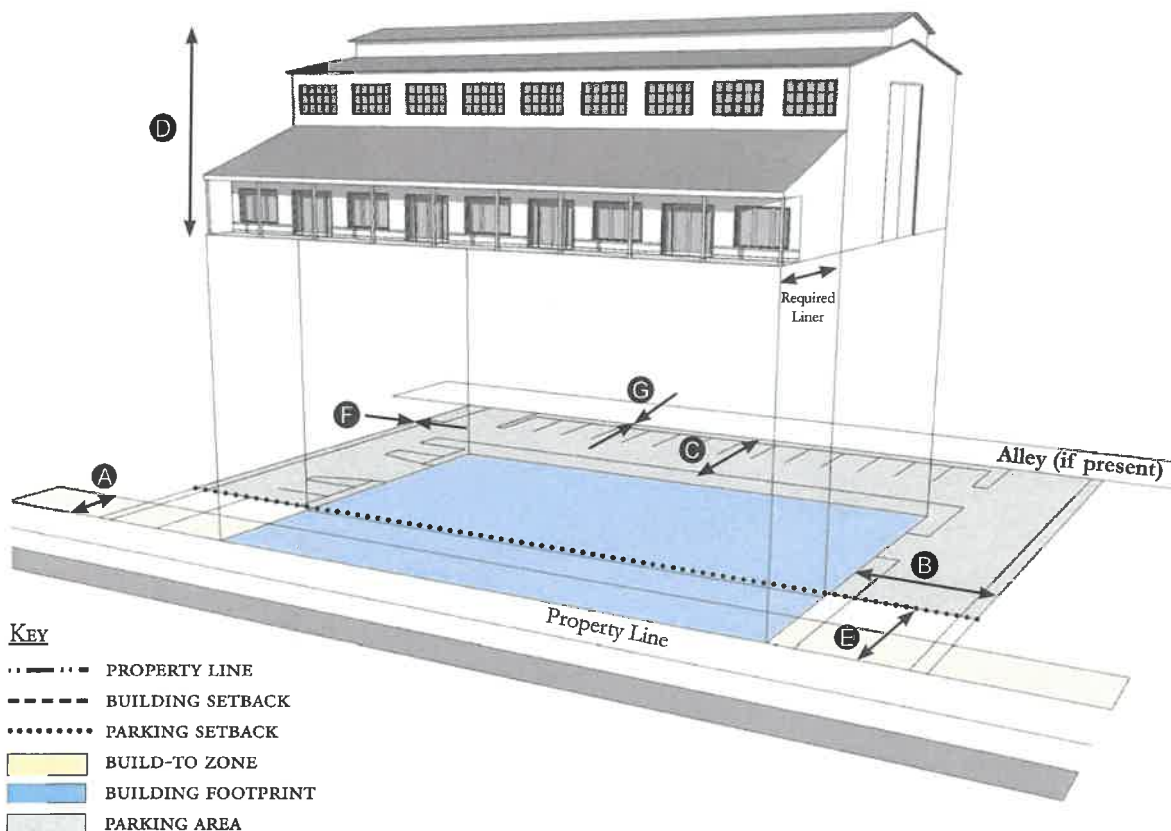 D
Required
Liner
G
F
C
Alley (if present)
A
B
Property Line
E
KEY
PROPERTY LINE
BUILDING SETBACK
PARKING SETBACK
BUILD-TO ZONE
BUILDING FOOTPRINT
PARKING AREA